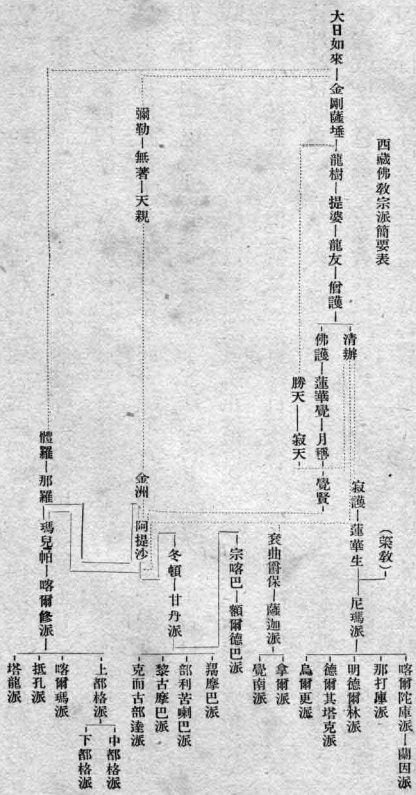 西藏佛教宗派簡要表
大日如來
金剛薩埵
龍樹
提婆
龍友
僧護
清辦
佛護
蓮華覺
月稱
覺賢
勝天
寂天
彌勒
無著
天親
寂護
蓮華生
（築教）
尼瑪派
喀爾陀庫派
蘭因派
那打庫派
明德爾林派
德爾其塔克派
烏爾更派
袞曲爵保
薩迦派
拿爾派
覺南派
宗喀巴
額爾德巴派
金洲
阿提沙
冬頓
甘丹派
羂摩巴派
部利苦喇巴派
黎古摩巴派
克而古部達派
體羅
那羅
瑪兒帕
喀爾修派
上都格派
中都格派
下都格派
喀爾瑪派
抵孔派
塔龍派